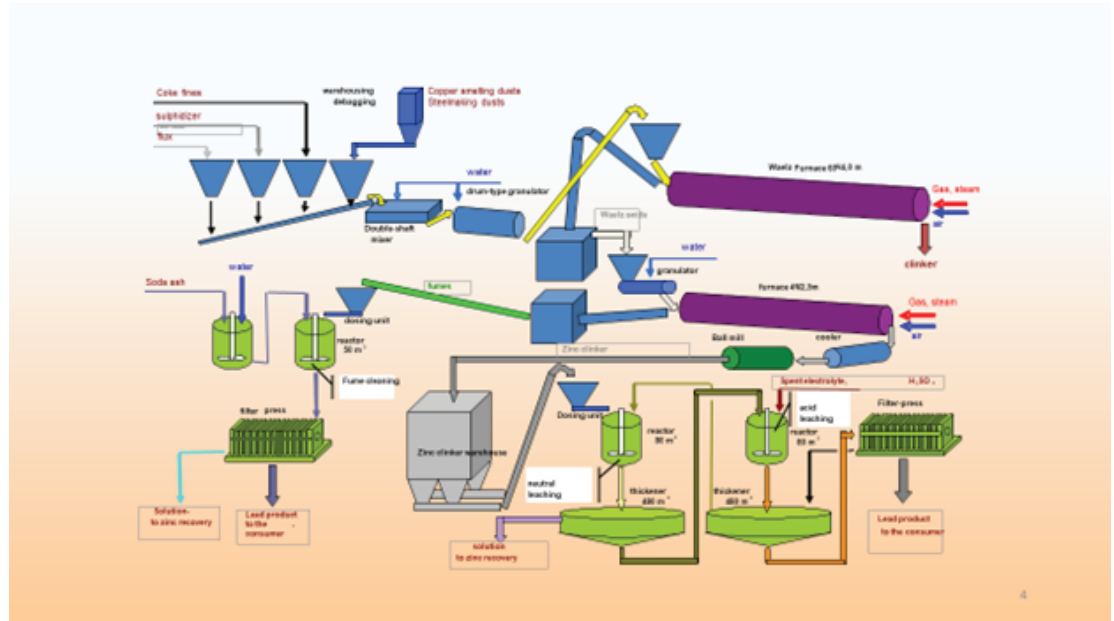 Coke fines
sulphidizer
flux
warehousing
debagging
Copper smelting dusts
Steelmaking dusts
water
drum-type granulator
Double-shaft
mixer
Waelz oxide
Waelz Furnace
Gas, steam
air
clinker
water
granulator
furnace
Gas, steam
air
cooler
Ball mill
Zinc clinker
fumes
water
Soda ash
dosing unit
reactor
50 m³
Fume cleaning
filter press
Solution-
to zinc recovery
Lead product
to the
consumer
Zinc clinker warehouse
Dosing unit
reactor
80 m³
neutral
leaching
thickener
solution
to zinc recovery
Spent electrolyte, H₂SO₄
acid
leaching
reactor
thickener
Filter-press
Lead product
to the consumer
4